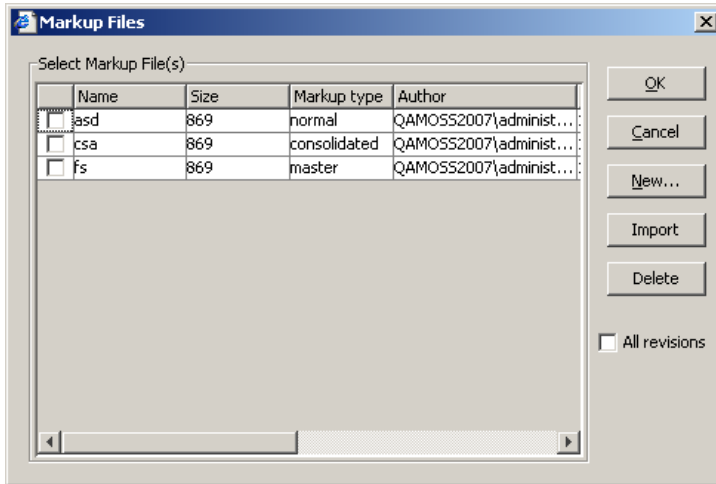 Markup Files
Select Markup File(s)
Name Size Markup type Author
asd 869 normal QAMOSS2007\administ...
csa 869 consolidated QAMOSS2007\administ...
fs 869 master QAMOSS2007\administ...
OK
Cancel
New...
Import
Delete
All revisions